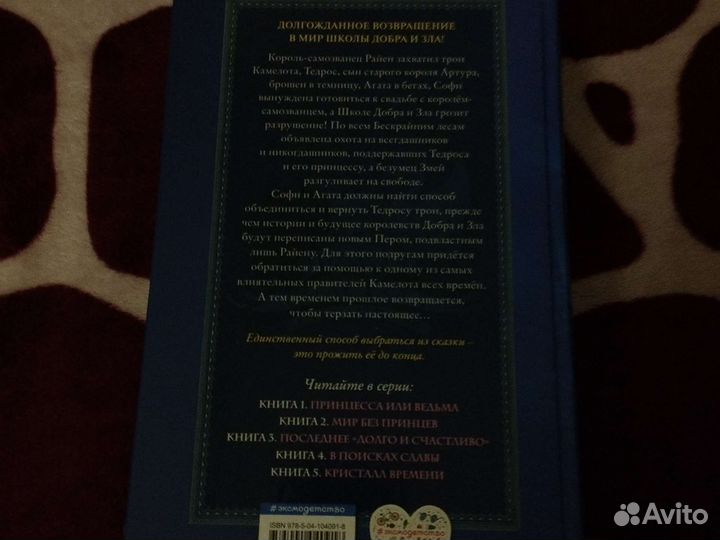 ДОЛГОЖДАННОЕ ВОЗВРАЩЕНИЕ
В МИР ШКОЛЫ ДОБРА И ЗЛА!
Король-самозванец Райен захватил трон
Камелота, Тедрос, сын старого короля Артура,
брошен в темницу, Агата в бегах, Софи
вынуждена готовиться к свадьбе с королём-
самозванцем, а Школе Добра и Зла грозит
разрушение! По всем Бескрайним лесам
объявлена охота на всегдашников
и никогдашников, поддержавших Тедроса
и его принцессу, а безумец Змей
разгуливает на свободе.
Софи и Агата должны найти способ
объединиться и вернуть Тедросу трон, прежде
чем истории и будущее королевств Добра и Зла
будут переписаны новым Пером, подвластным
лишь Райену. Для этого подругам придётся
обратиться за помощью к одному из самых
влиятельных правителей Камелота всех времён.
А тем временем прошлое возвращается,
чтобы терзать настоящее...
Единственный способ выбраться из сказки –
это прожить её до конца.
Читайте в серии:
КНИГА 1. ПРИНЦЕССА ИЛИ ВЕДЬМА
КНИГА 2. МИР БЕЗ ПРИНЦЕВ
КНИГА 3. ПОСЛЕДНЕЕ «ДОЛГО И СЧАСТЛИВО»
КНИГА 4. В ПОИСКАХ СЛАВЫ
КНИГА 5. КРИСТАЛЛ ВРЕМЕНИ
#эксмодетство
ISBN 978-5-04-104091-8
#эксмодетство
Avito